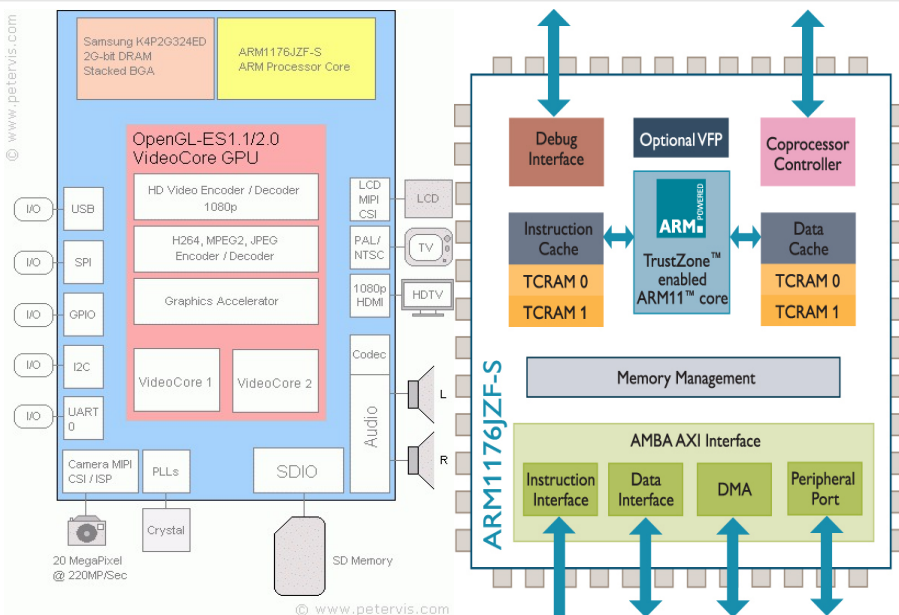 © www.petervis.com
Samsung K4P2G324ED
2G-bit DRAM
Stacked BGA
ARM1176JZF-S
ARM Processor Core
OpenGL-ES1.1/2.0
VideoCore GPU
HD Video Encoder / Decoder
1080p
H264, MPEG2, JPEG
Encoder / Decoder
Graphics Accelerator
VideoCore 1
VideoCore 2
I/O
USB
I/O
SPI
I/O
GPIO
I/O
I2C
I/O
UART
0
LCD
MIPI
CSI
LCD
PAL/
NTSC
TV
1080p
HDMI
HDTV
Codec
Audio
L
R
Camera MIPI
CSI / ISP
PLLs
SDIO
Crystal
20 MegaPixel
@ 220MP/Sec
SD Memory
© www.petervis.com
ARM1176JZF-S
Debug
Interface
Optional VFP
Coprocessor
Controller
Instruction
Cache
TCRAM 0
TCRAM 1
ARM
POWERED
TrustZone™
enabled
ARM11™ core
Data
Cache
TCRAM 0
TCRAM 1
Memory Management
AMBA AXI Interface
Instruction
Interface
Data
Interface
DMA
Peripheral
Port